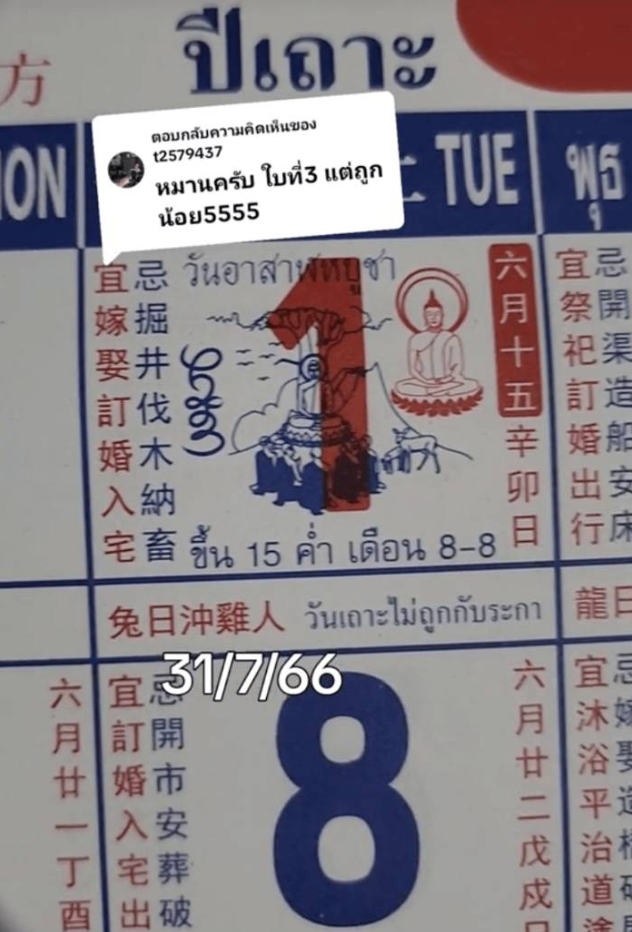 方
ปีเถาะ
ตอบกลับความคิดเห็นของ
t2579437
หมานครับ ใบที่3 แต่ถูก
น้อย5555
ON
TUE
พุธ
宜嫁娶訂婚入宅
忌掘井伐木納畜
วันอาสาฬหบูชา
1
六月十五
辛卯日
ขึ้น 15 ค่ำ เดือน 8-8
宜祭祀訂婚出行
忌開渠造船安床
兔日沖雞人 วันเถาะไม่ถูกกับระกา
龍日
31/7/66
六月廿一丁酉
宜訂婚入宅出
忌開市安葬破
8
六月廿二戊戌日
宜沐浴平治道塗
忌嫁娶造橋破